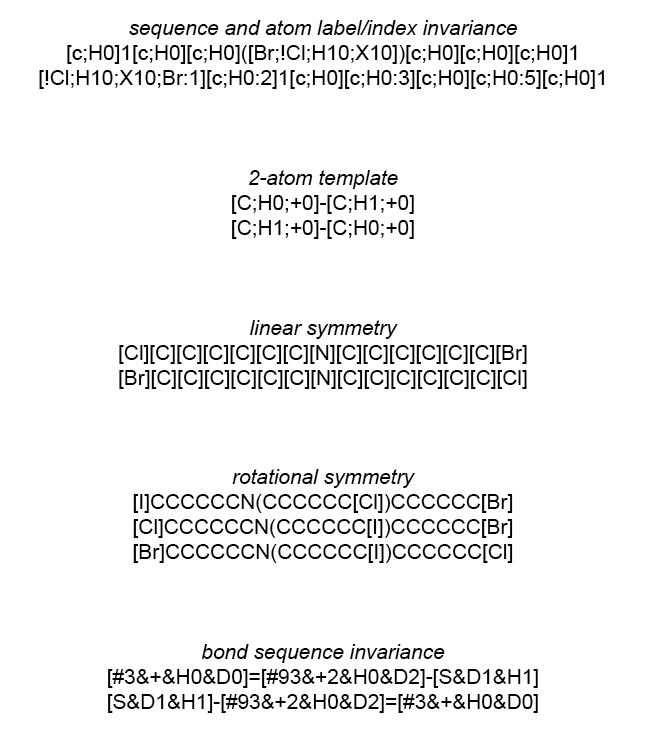 sequence and atom label/index invariance
[c;H0]1[c;H0][c;H0]([Br;!Cl;H10;X10])[c;H0][c;H0][c;H0]1
[!Cl;H10;X10;Br:1][c;H0:2]1[c;H0][c;H0:3][c;H0][c;H0:5][c;H0]1
2-atom template
[C;H0;+0]-[C;H1;+0]
[C;H1;+0]-[C;H0;+0]
linear symmetry
[Cl][C][C][C][C][C][C][N][C][C][C][C][C][C][Br]
[Br][C][C][C][C][C][C][N][C][C][C][C][C][C][Cl]
rotational symmetry
[I]CCCCCCN(CCCCCC[Cl])CCCCCC[Br]
[Cl]CCCCCCN(CCCCCC[I])CCCCCC[Br]
[Br]CCCCCCN(CCCCCC[I])CCCCCC[Cl]
bond sequence invariance
[#3&+&H0&D0]=[#93&+2&H0&D2]-[S&D1&H1]
[S&D1&H1]-[#93&+2&H0&D2]=[#3&+&H0&D0]